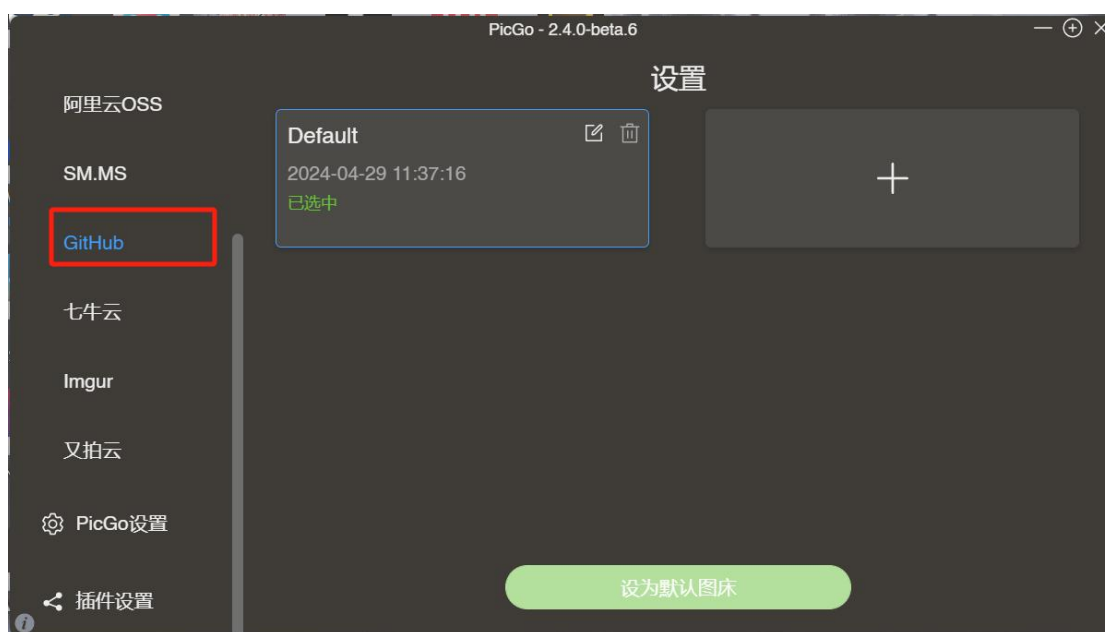 PicGo - 2.4.0-beta.6
设置
阿里云OSS
SM.MS
GitHub
七牛云
Imgur
又拍云
PicGo设置
插件设置
Default
2024-04-29 11:37:16
已选中
设为默认图床